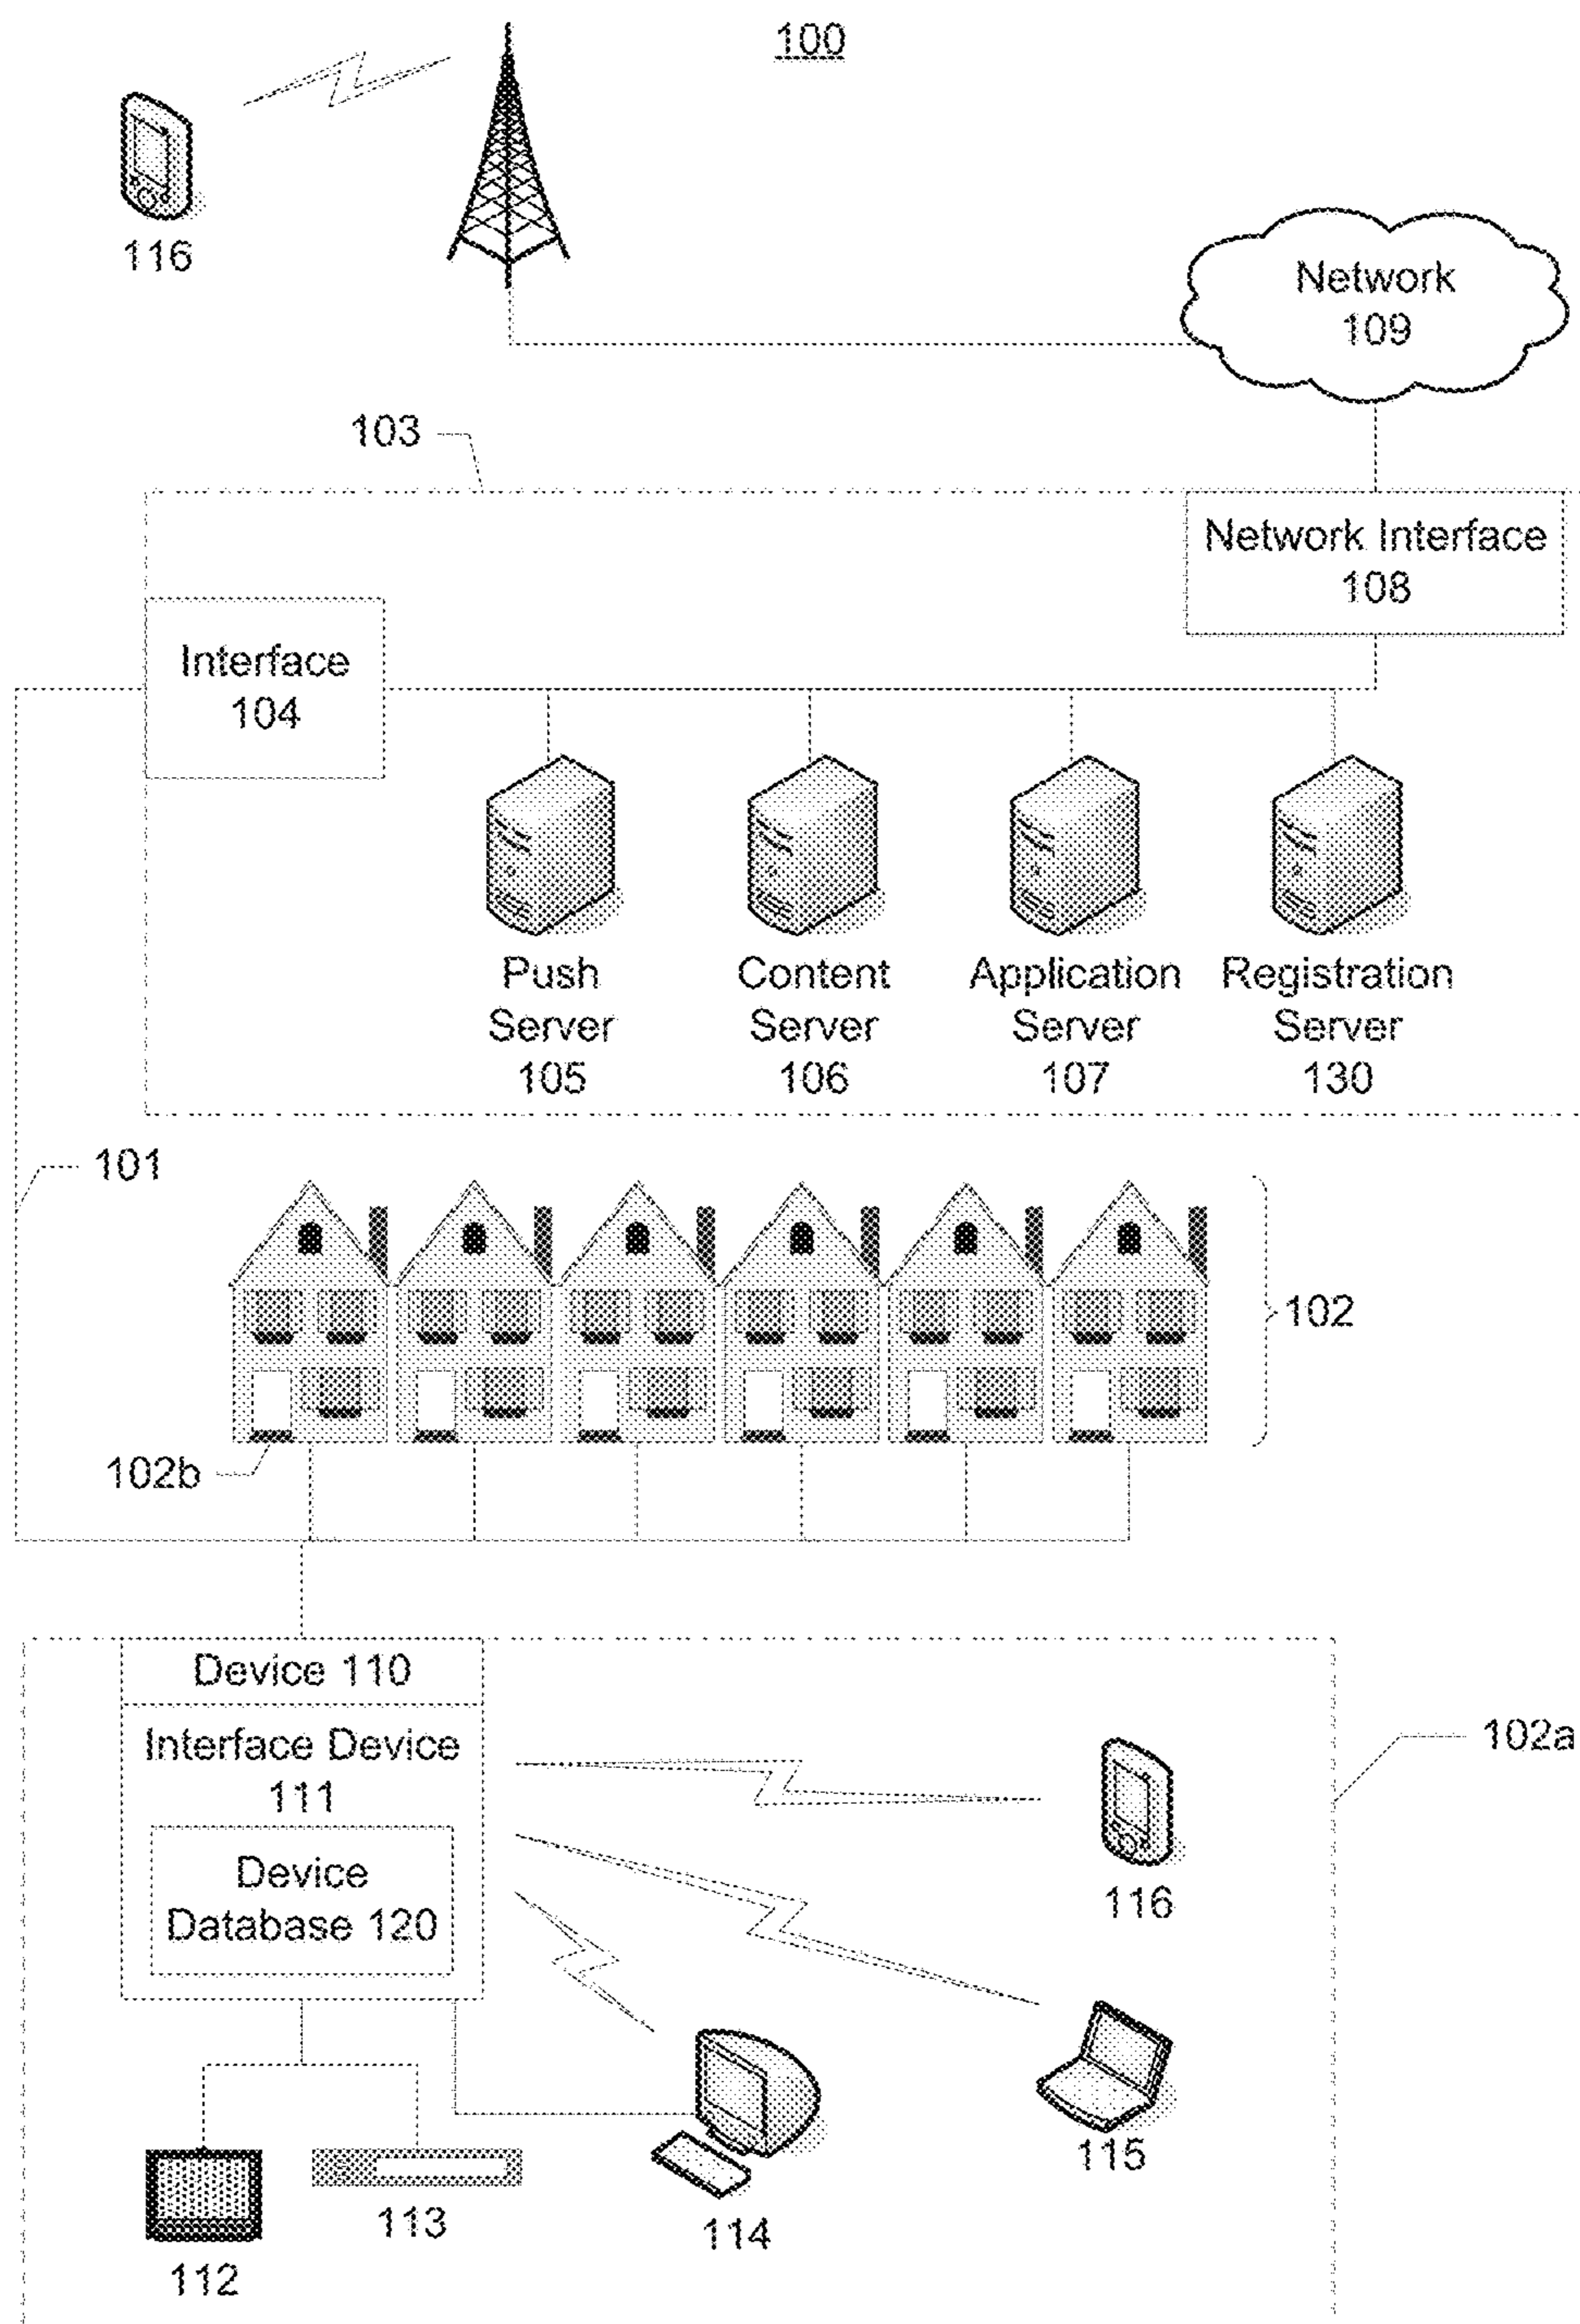 100
116
Network
109
103
Network Interface
108
Interface
104
Push
Server
105
Content
Server
106
Application
Server
107
Registration
Server
130
101
102
102b
Device 110
Interface Device
111
Device
Database 120
102a
116
115
114
113
112